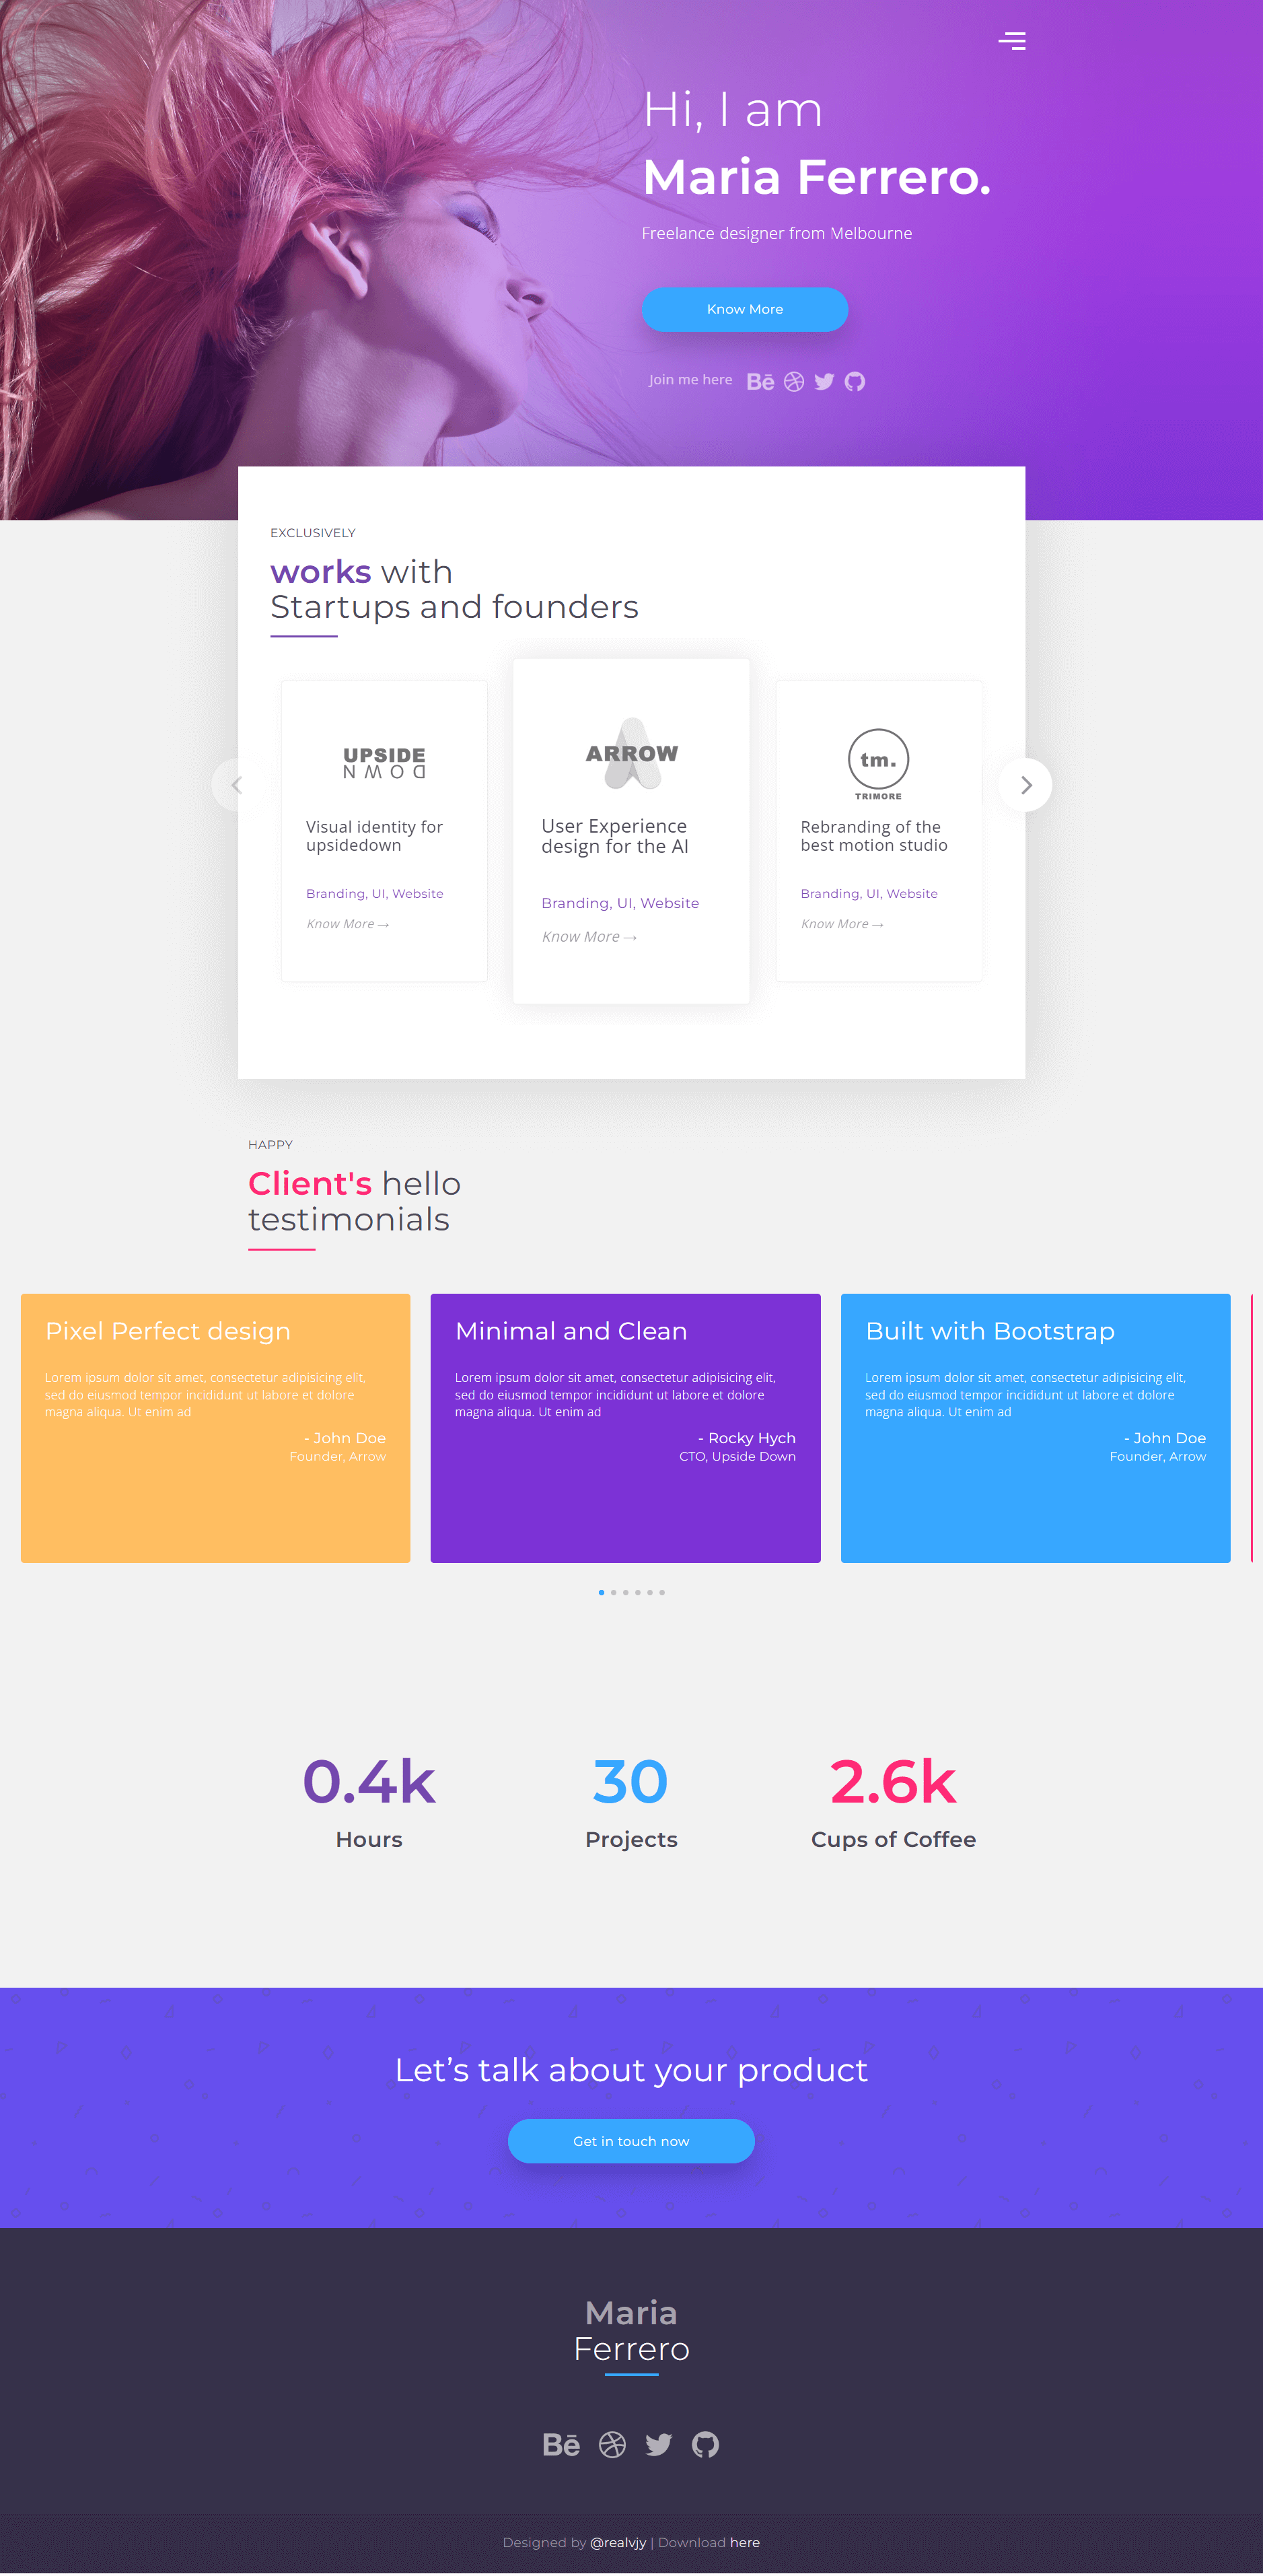 Hi, I am
Maria Ferrero.
Freelance designer from Melbourne
Know More
Join me here
Bē
EXCLUSIVELY
works with
Startups and founders
UPSIDE
DOWN
Visual identity for
upsidedown
Branding, UI, Website
Know More →
ARROW
User Experience
design for the AI
Branding, UI, Website
Know More →
tm.
TRIMORE
Rebranding of the
best motion studio
Branding, UI, Website
Know More →
HAPPY
Client's hello
testimonials
Pixel Perfect design
Lorem ipsum dolor sit amet, consectetur adipisicing elit,
sed do eiusmod tempor incididunt ut labore et dolore
magna aliqua. Ut enim ad
- John Doe
Founder, Arrow
Minimal and Clean
Lorem ipsum dolor sit amet, consectetur adipisicing elit,
sed do eiusmod tempor incididunt ut labore et dolore
magna aliqua. Ut enim ad
- Rocky Hych
CTO, Upside Down
Built with Bootstrap
Lorem ipsum dolor sit amet, consectetur adipisicing elit,
sed do eiusmod tempor incididunt ut labore et dolore
magna aliqua. Ut enim ad
- John Doe
Founder, Arrow
0.4k
Hours
30
Projects
2.6k
Cups of Coffee
Let’s talk about your product
Get in touch now
Maria
Ferrero
Bē
Designed by @realvjy | Download here